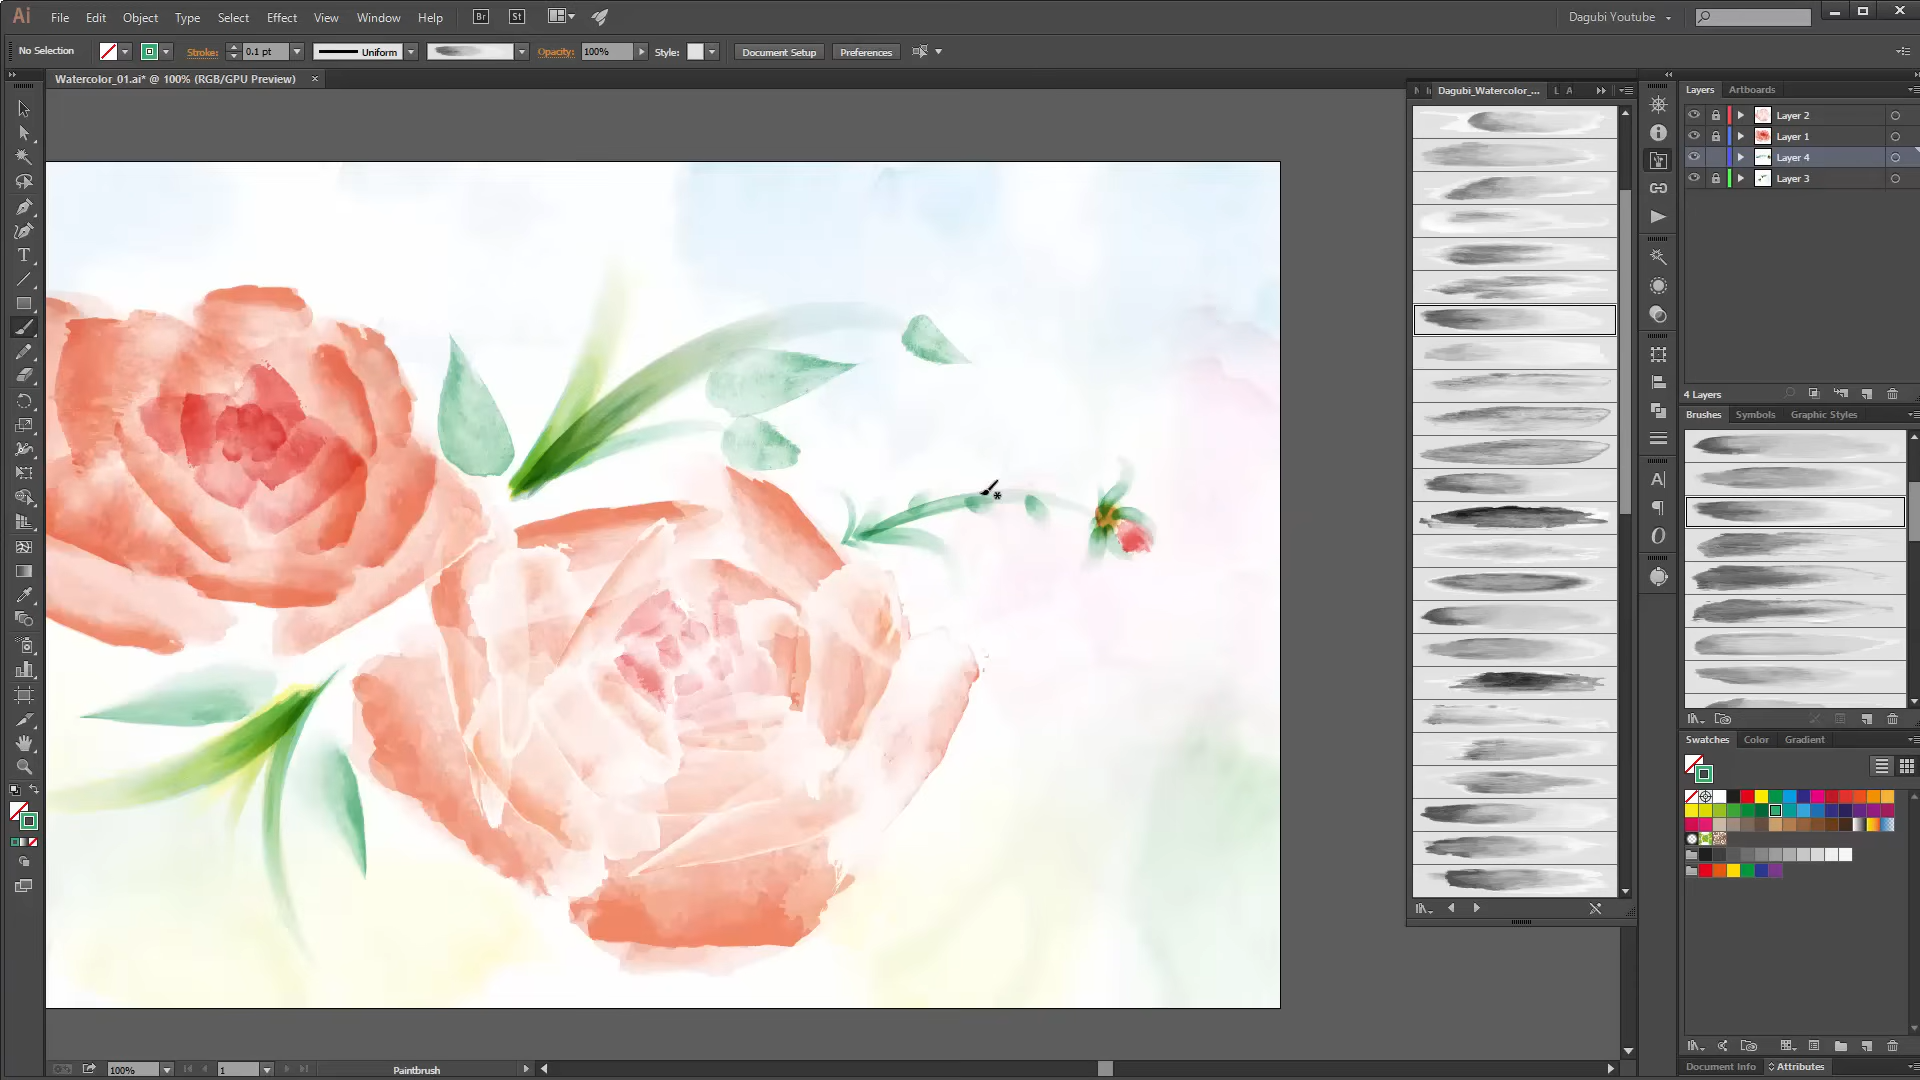 Ai File Edit Object Type Select Effect View Window Help Br St Dagubi Youtube
No Selection Stroke: 0.1 pt Uniform Opacity: 100% Style: Document Setup Preferences
Watercolor_01.ai* @ 100% (RGB/GPU Preview) ×
Dagubi_Watercolor_...
Layers Artboards
Layer 2
Layer 1
Layer 4
Layer 3
4 Layers
Brushes Symbols Graphic Styles
Swatches Color Gradient
100% 1 Paintbrush
Document Info Attributes